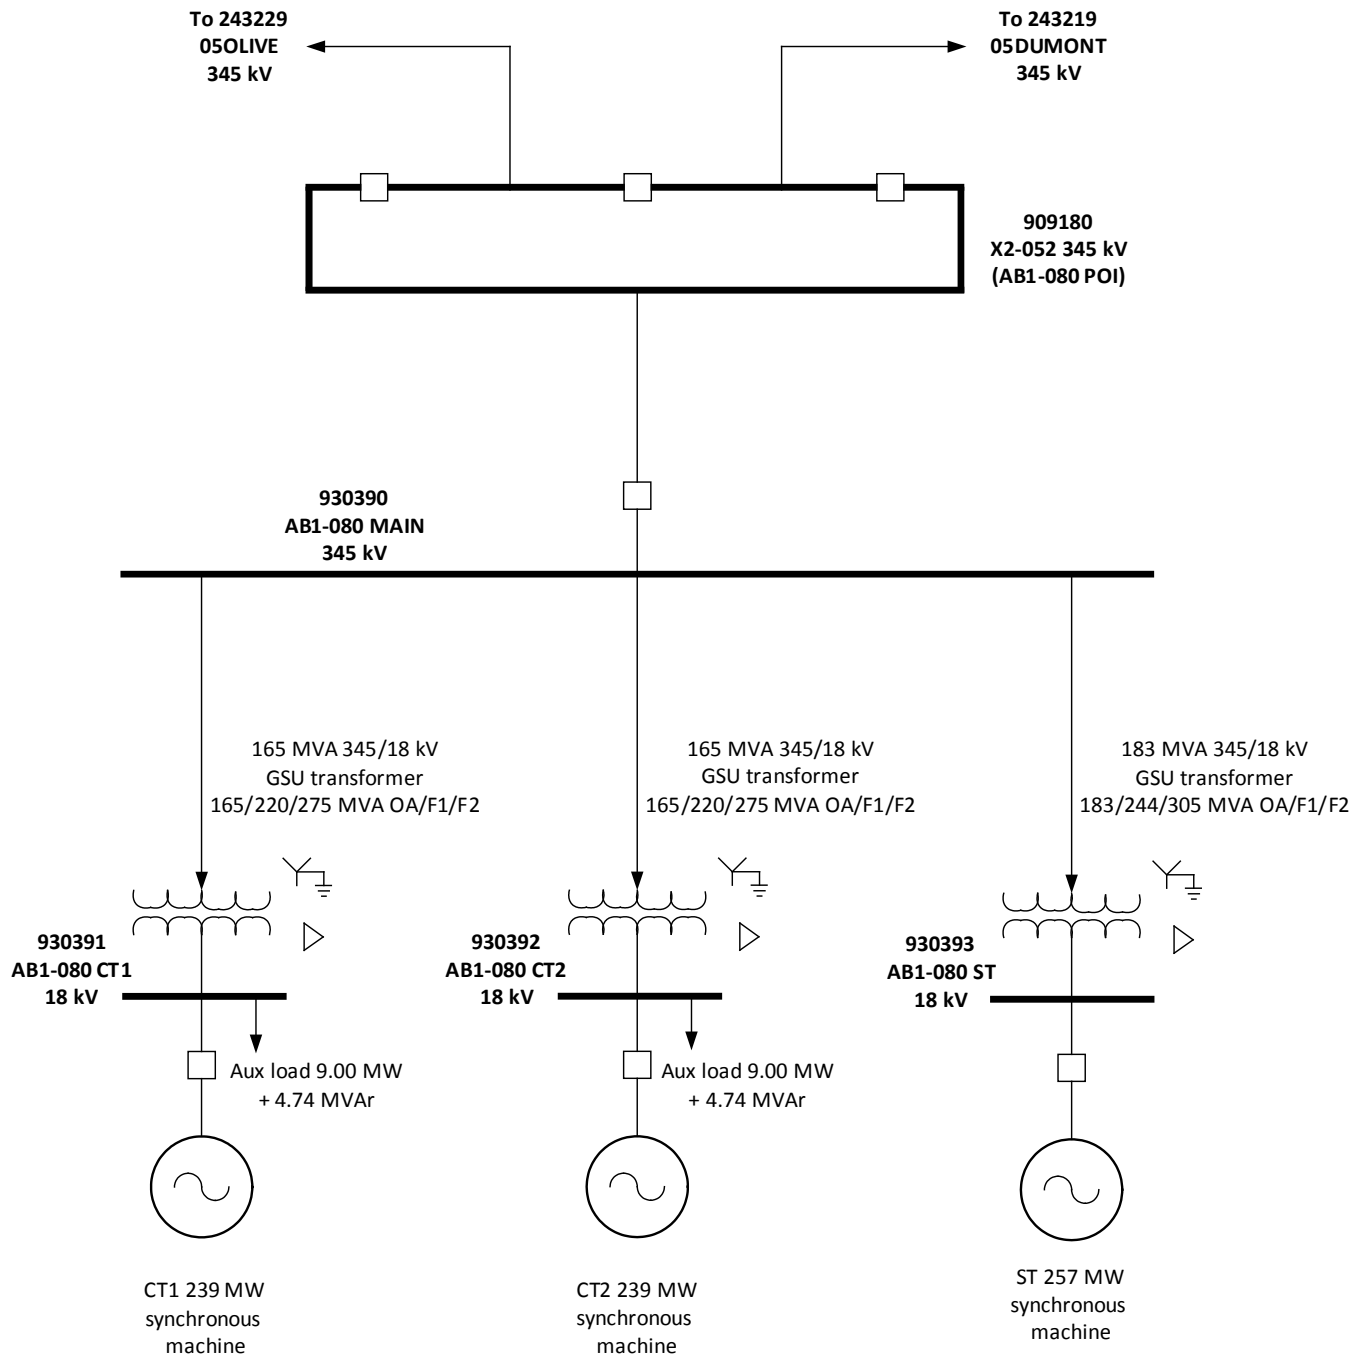 To 243229
05OLIVE
345 kV
To 243219
05DUMONT
345 kV
909180
X2-052 345 kV
(AB1-080 POI)
930390
AB1-080 MAIN
345 kV
165 MVA 345/18 kV
GSU transformer
165/220/275 MVA OA/F1/F2
165 MVA 345/18 kV
GSU transformer
165/220/275 MVA OA/F1/F2
183 MVA 345/18 kV
GSU transformer
183/244/305 MVA OA/F1/F2
930391
AB1-080 CT1
18 kV
930392
AB1-080 CT2
18 kV
930393
AB1-080 ST
18 kV
Aux load 9.00 MW
+ 4.74 MVAr
Aux load 9.00 MW
+ 4.74 MVAr
CT1 239 MW
synchronous
machine
CT2 239 MW
synchronous
machine
ST 257 MW
synchronous
machine